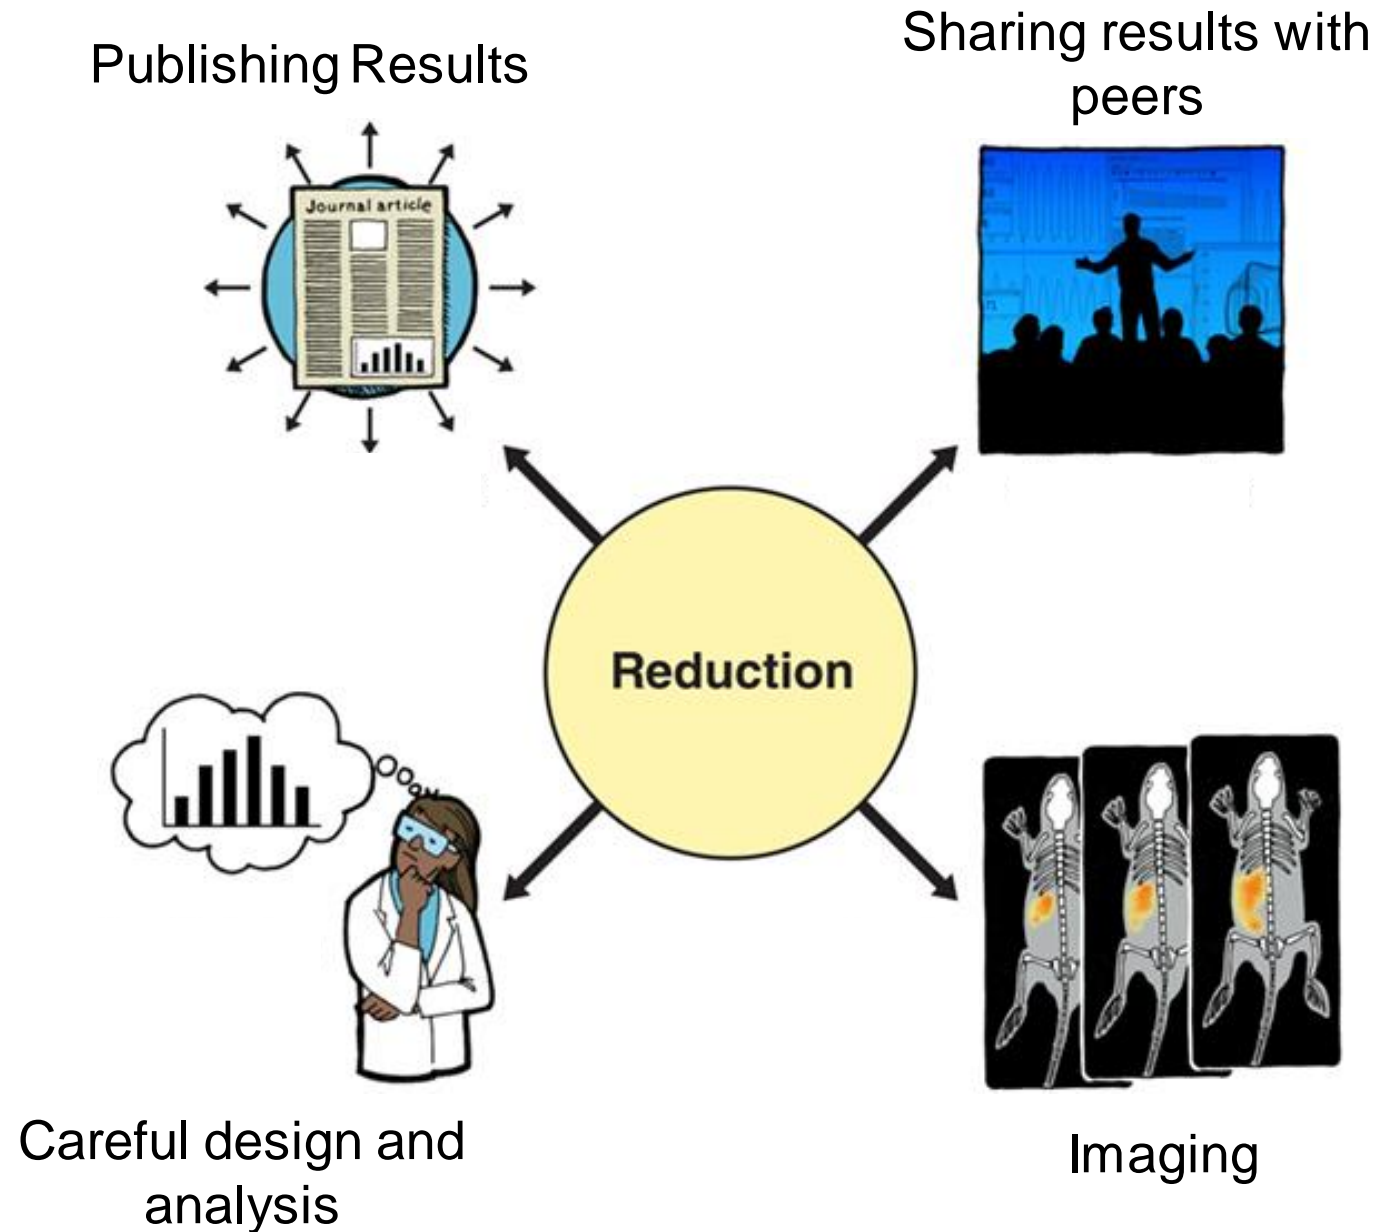 Publishing Results
Sharing results with
peers
Journal article
Reduction
Careful design and
analysis
Imaging